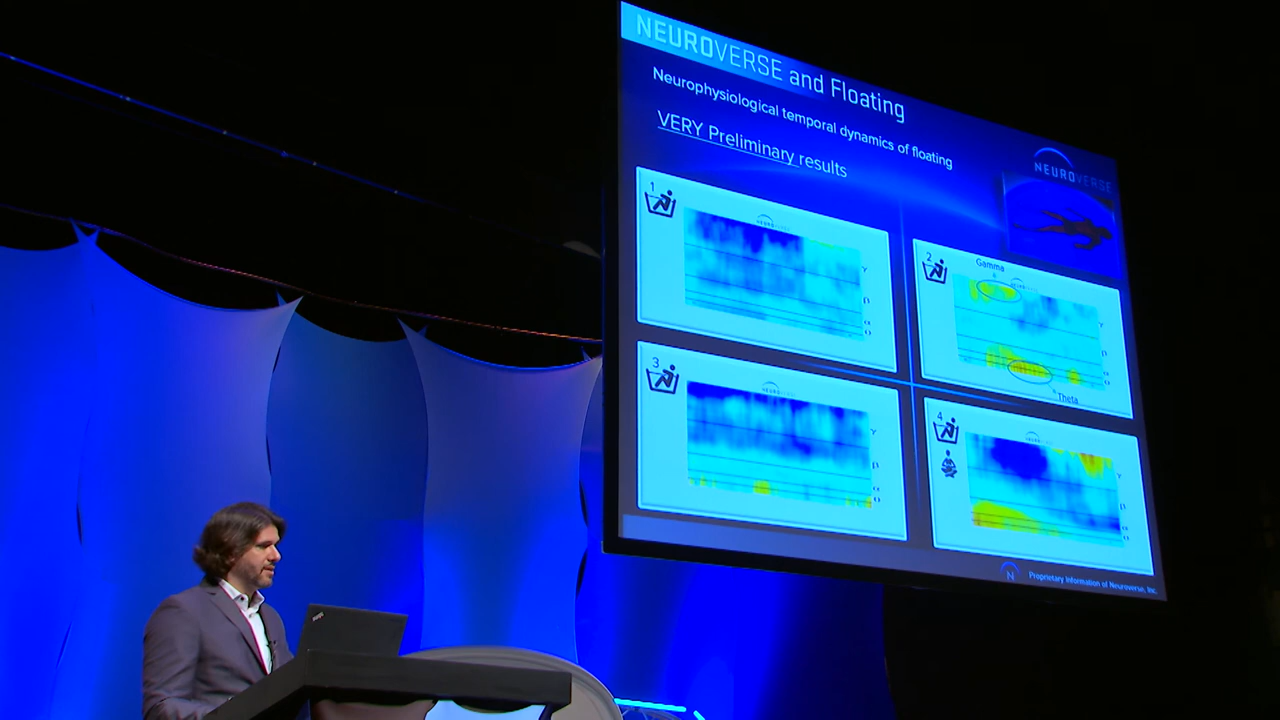 NEUROVERSE and Floating
Neurophysiological temporal dynamics of floating
VERY Preliminary results
NEUROVERSE
1
γ
β
α
2
Gamma
γ
β
α
Theta
3
γ
β
α
4
γ
β
α
N
Proprietary Information of Neuroverse, Inc.